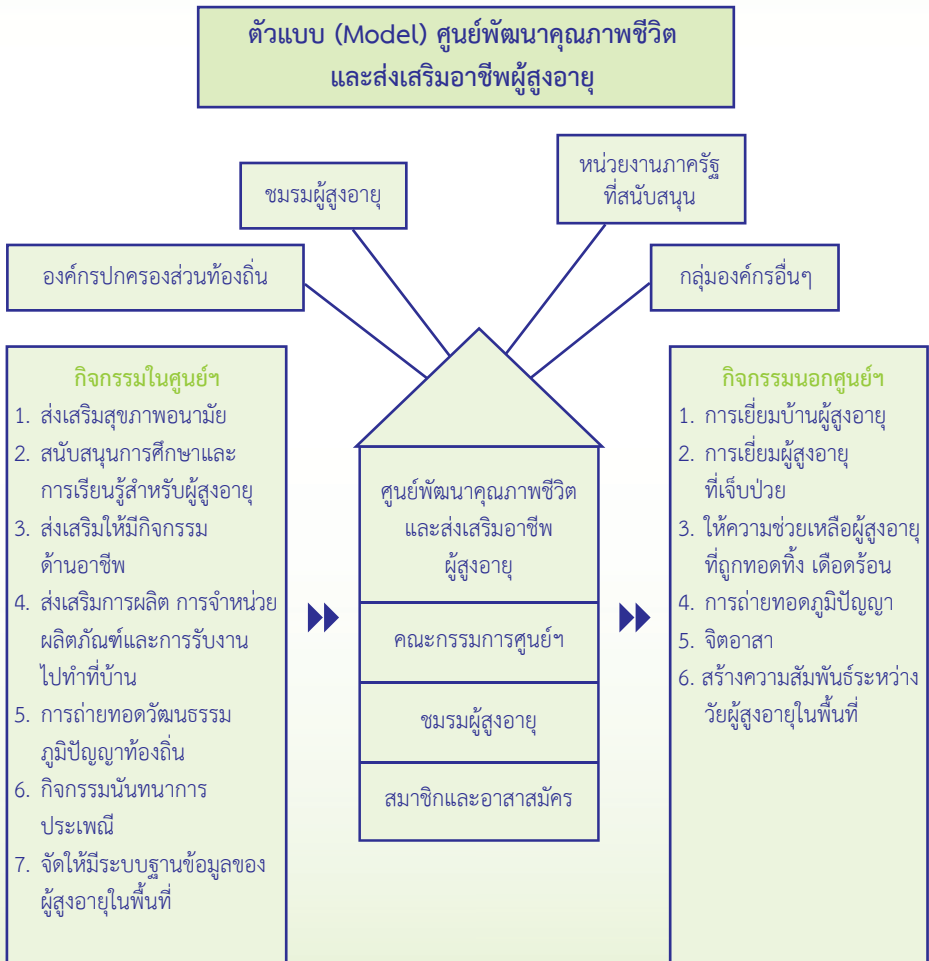 ตัวแบบ (Model) ศูนย์พัฒนาคุณภาพชีวิต
และส่งเสริมอาชีพผู้สูงอายุ
หน่วยงานภาครัฐ
ที่สนับสนุน
ชมรมผู้สูงอายุ
องค์กรปกครองส่วนท้องถิ่น
กลุ่มองค์กรอื่นๆ
กิจกรรมในศูนย์ฯ
1. ส่งเสริมสุขภาพอนามัย
2. สนับสนุนการศึกษาและ
การเรียนรู้สำหรับผู้สูงอายุ
3. ส่งเสริมให้มีกิจกรรม
ด้านอาชีพ
4. ส่งเสริมการผลิต การจำหน่วย
ผลิตภัณฑ์และการรับงาน
ไปทำที่บ้าน
5. การถ่ายทอดวัฒนธรรม
ภูมิปัญญาท้องถิ่น
6. กิจกรรมนันทนาการ
ประเพณี
7. จัดให้มีระบบฐานข้อมูลของ
ผู้สูงอายุในพื้นที่
ศูนย์พัฒนาคุณภาพชีวิต
และส่งเสริมอาชีพ
ผู้สูงอายุ
คณะกรรมการศูนย์ฯ
ชมรมผู้สูงอายุ
สมาชิกและอาสาสมัคร
กิจกรรมนอกศูนย์ฯ
1. การเยี่ยมบ้านผู้สูงอายุ
2. การเยี่ยมผู้สูงอายุ
ที่เจ็บป่วย
3. ให้ความช่วยเหลือผู้สูงอายุ
ที่ถูกทอดทิ้ง เดือดร้อน
4. การถ่ายทอดภูมิปัญญา
5. จิตอาสา
6. สร้างความสัมพันธ์ระหว่าง
วัยผู้สูงอายุในพื้นที่